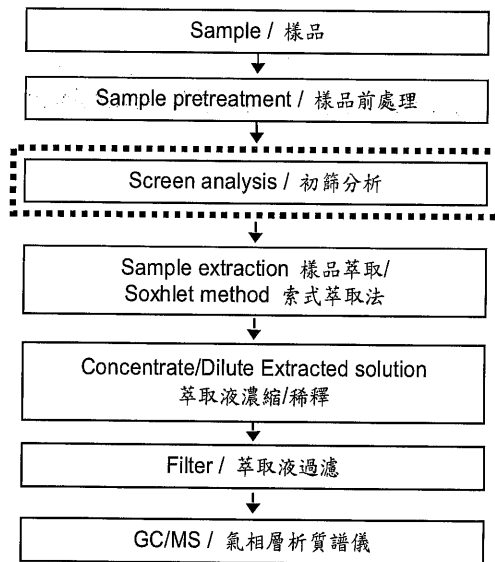 Sample / 樣品
Sample pretreatment / 樣品前處理
Screen analysis / 初篩分析
Sample extraction 樣品萃取/
Soxhlet method 索式萃取法
Concentrate/Dilute Extracted solution
萃取液濃縮/稀釋
Filter / 萃取液過濾
GC/MS / 氣相層析質譜儀